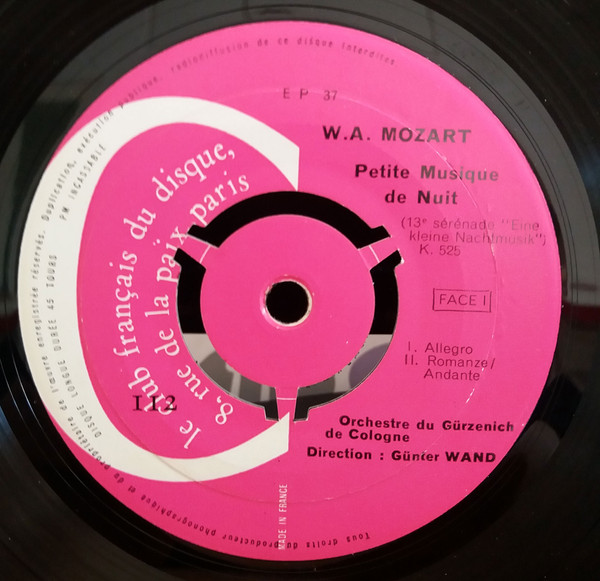 E P 37
W.A. MOZART
Petite Musique
de Nuit
(13e sérénade "Eine
kleine Nachtmusik")
K. 525
FACE I
I. Allegro
II. Romanze/
Andante
Orchestre du Gürzenich
de Cologne
Direction : Günter WAND
le club français du disque,
8, rue de la paix paris
112
MADE IN FRANCE
DISQUE LONGUE DURÉE 45 TOURS PW INCASSABLE
Tous droits du producteur phonographique et du propriétaire de l'œuvre enregistrée réservés. Duplication, exécution publique, radiodiffusion de ce disque interdites